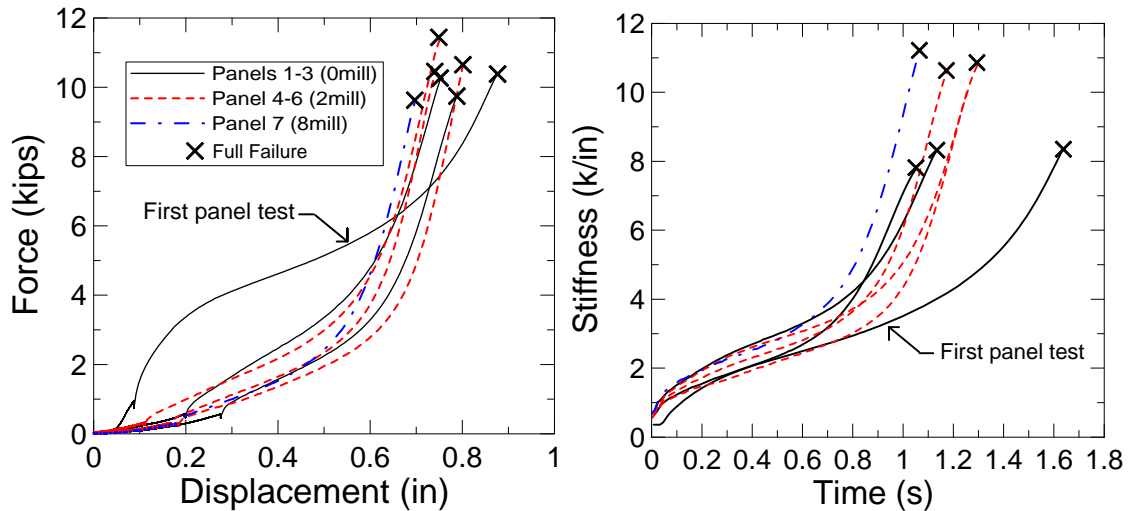 12
10
8
6
4
2
0
Force (kips)
Panels 1-3 (0mill)
Panel 4-6 (2mill)
Panel 7 (8mill)
Full Failure
First panel test
0 0.2 0.4 0.6 0.8 1
Displacement (in)
12
10
8
6
4
2
0
Stiffness (k/in)
First panel test
0 0.2 0.4 0.6 0.8 1 1.2 1.4 1.6 1.8
Time (s)